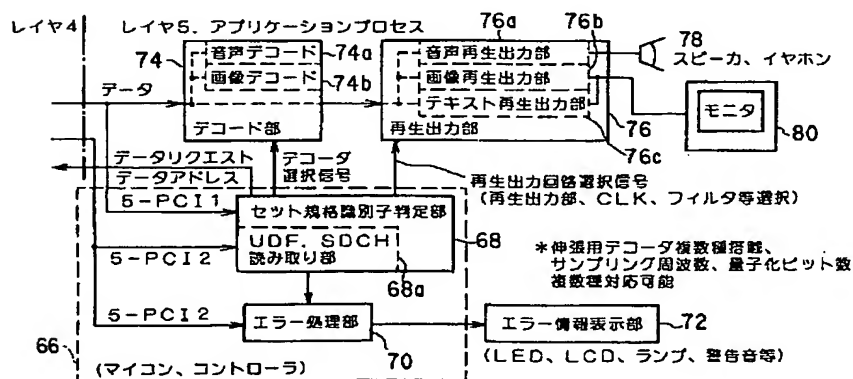 レイヤ4
レイヤ5．アプリケーションプロセス
74
音声デコード
74a
画像デコード
74b
デコード部
データ
76a
76b
音声再生出力部
画像再生出力部
テキスト再生出力部
再生出力部
76
76c
78
スピーカ、イヤホン
モニタ
80
データリクエスト
データアドレス
デコーダ
選択信号
再生出力回路選択信号
(再生出力部、CLK、フィルタ等選択)
5-PCI1
セット規格識別子判定部
68
5-PCI2
UDF、SDCH
読み取り部
68a
*伸張用デコーダ複数種搭載、
サンプリング周波数、量子化ビット数
複数種対応可能
5-PCI2
エラー処理部
70
エラー情報表示部
72
66
(マイコン、コントローラ)
(LED、LCD、ランプ、警告音等)